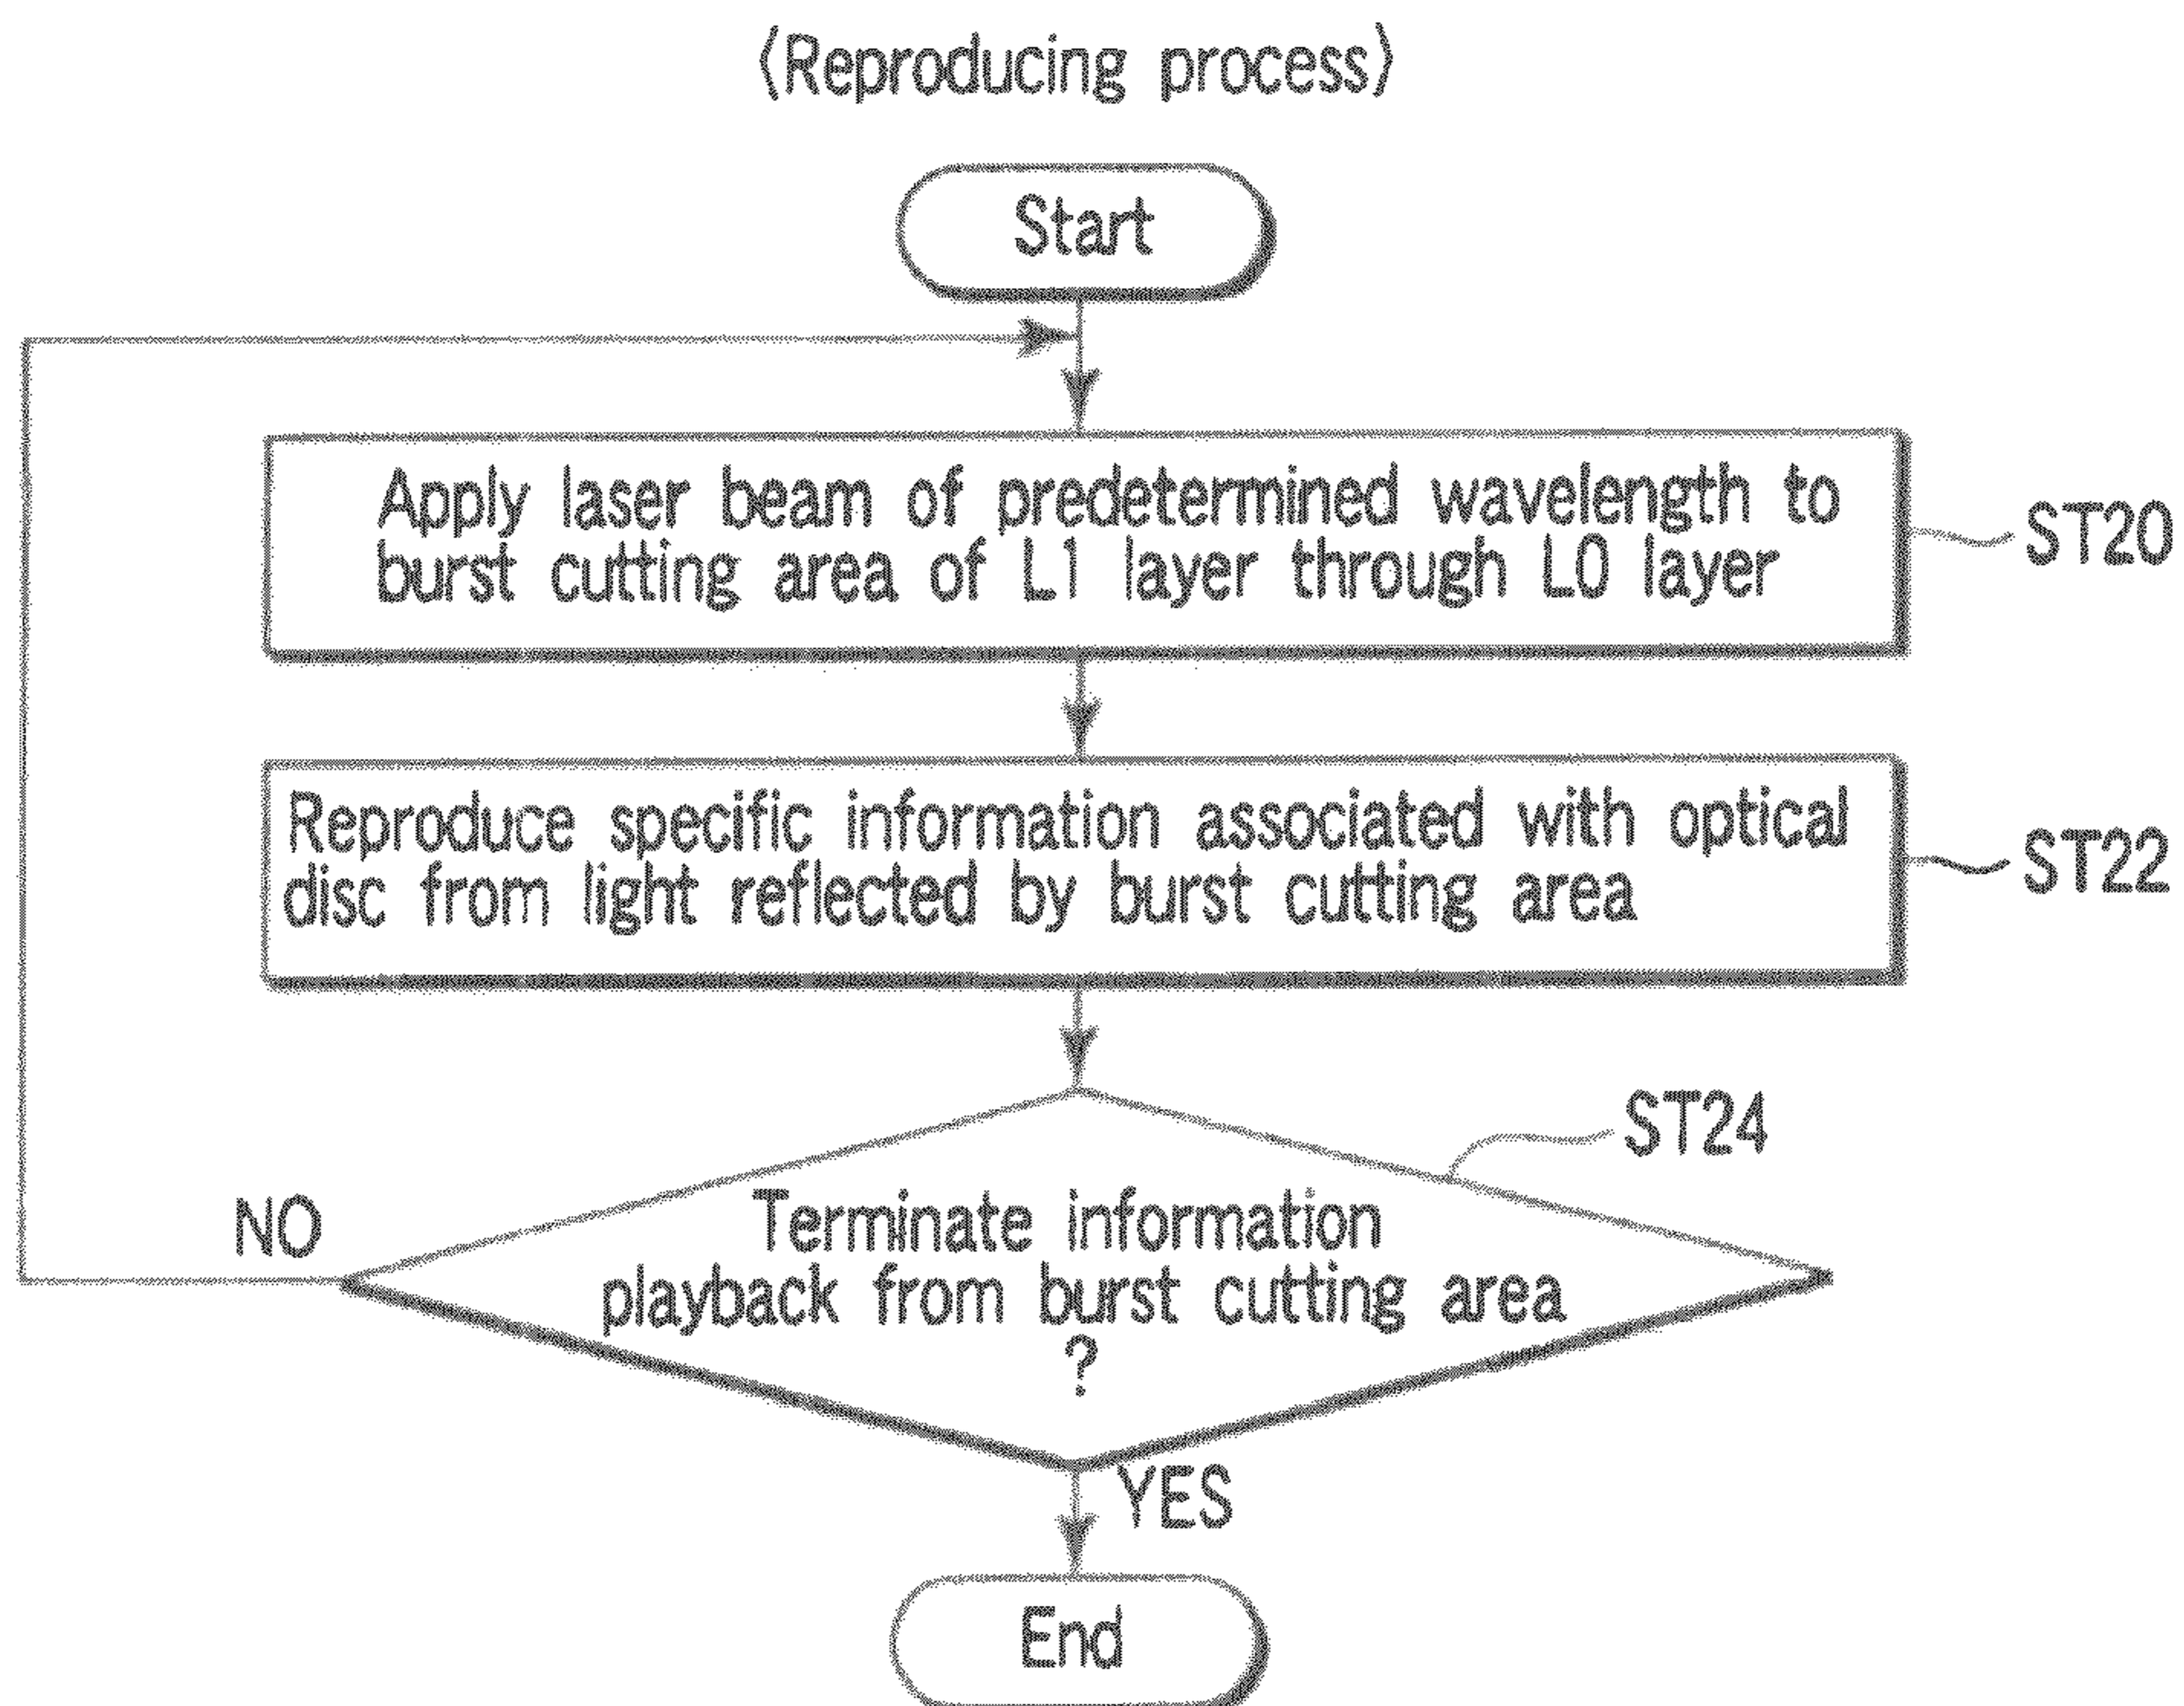 (Reproducing process)
Start
Apply laser beam of predetermined wavelength to
burst cutting area of L1 layer through L0 layer
ST20
Reproduce specific information associated with optical
disc from light reflected by burst cutting area
ST22
ST24
Terminate information
playback from burst cutting area
?
NO
YES
End